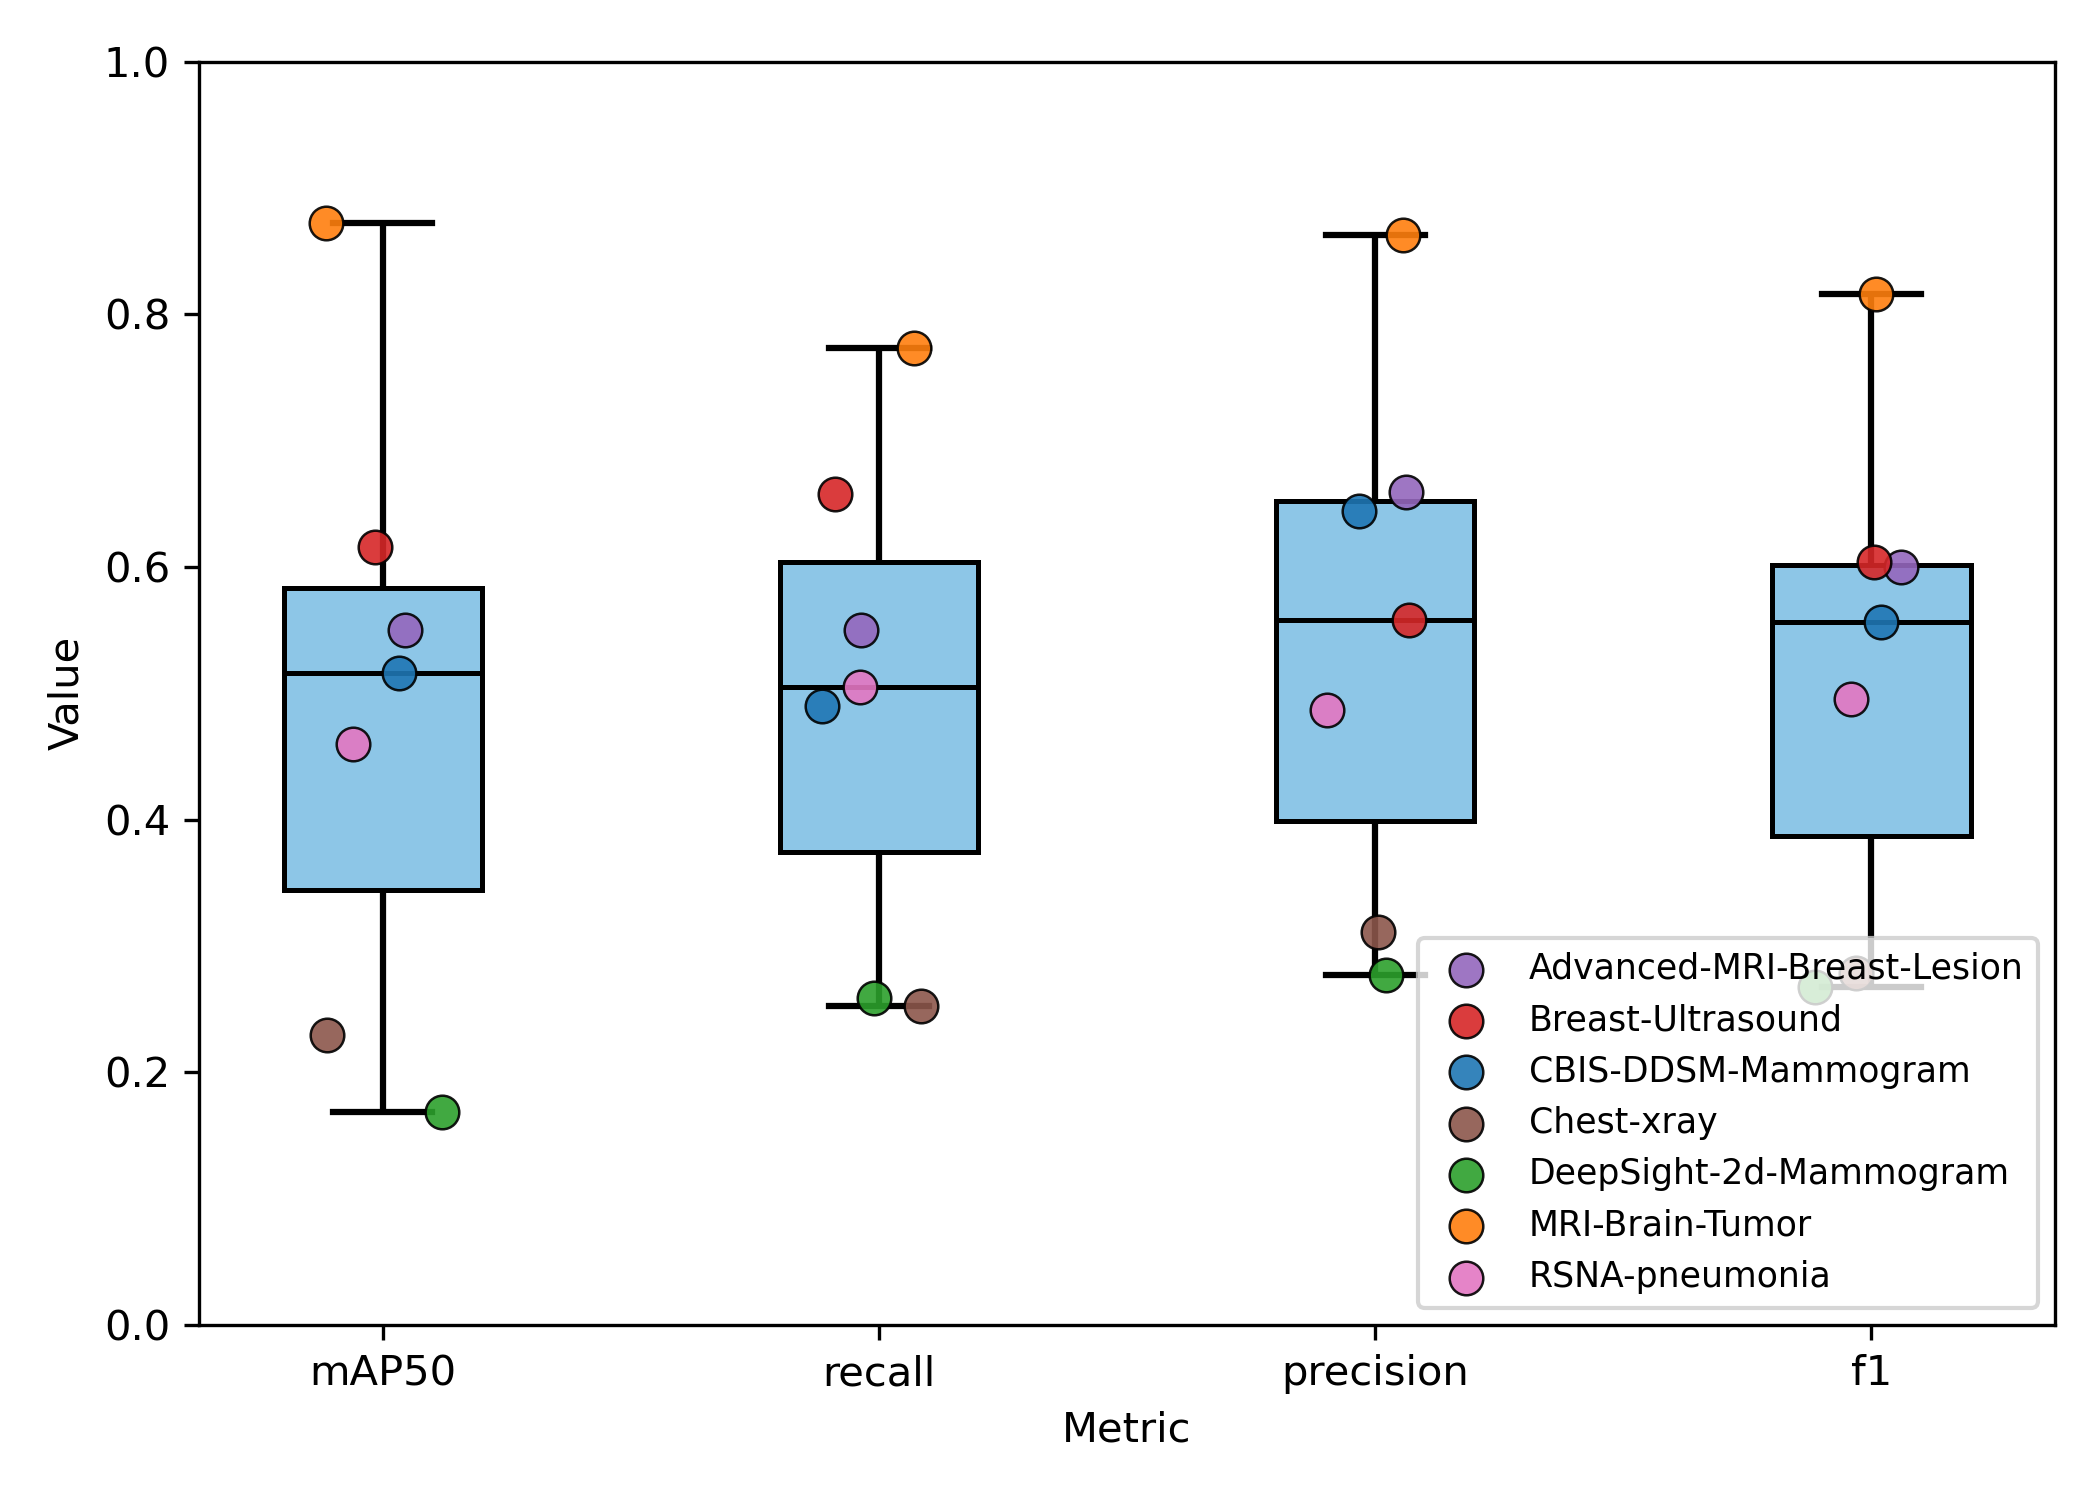 1.0
0.8
0.6
0.4
0.2
0.0
Value
mAP50
recall
precision
f1
Metric
Advanced-MRI-Breast-Lesion
Breast-Ultrasound
CBIS-DDSM-Mammogram
Chest-xray
DeepSight-2d-Mammogram
MRI-Brain-Tumor
RSNA-pneumonia